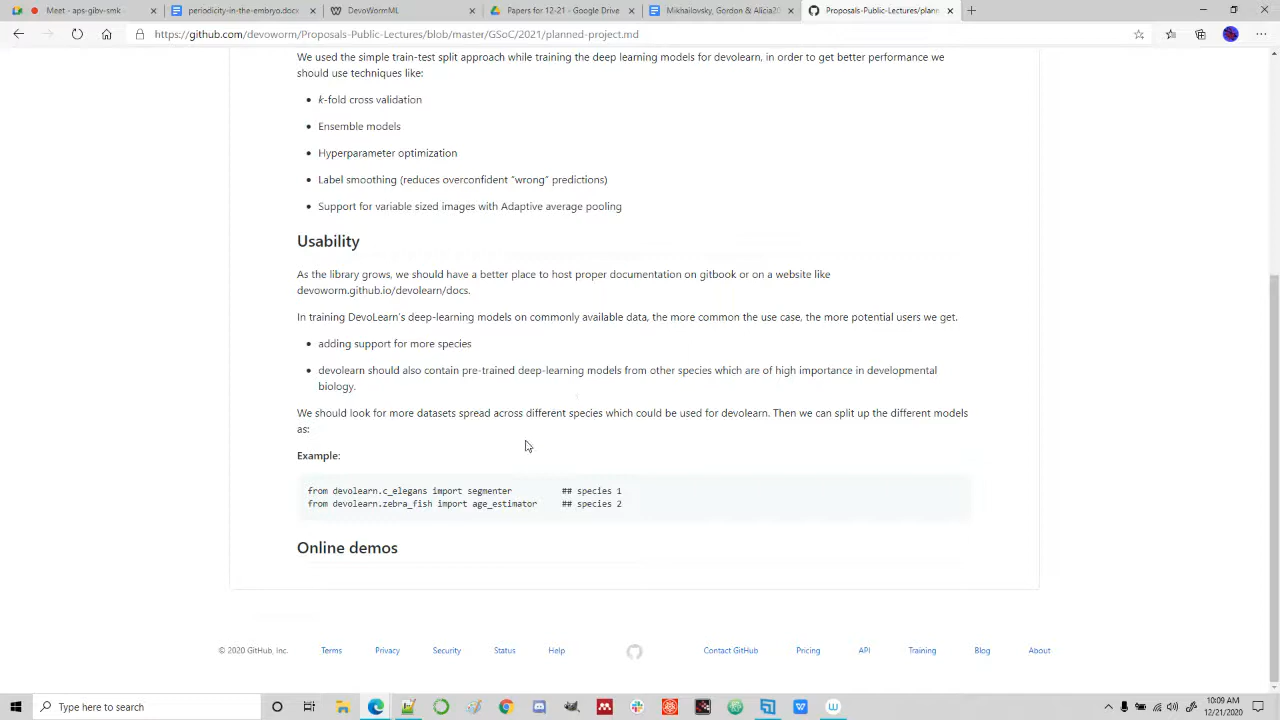 Meet - aps-giby-smk
periodicity-in-the-embryo.docx
DevoWormML
Papers for 12-21 - Google Drive
Mikhailovsky, Gordon & Alicia20
Proposals-Public-Lectures/plann
https://github.com/devoworm/Proposals-Public-Lectures/blob/master/GSoC/2021/planned-project.md
We used the simple train-test split approach while training the deep learning models for devolearn, in order to get better performance we
should use techniques like:
k-fold cross validation
Ensemble models
Hyperparameter optimization
Label smoothing (reduces overconfident “wrong” predictions)
Support for variable sized images with Adaptive average pooling
Usability
As the library grows, we should have a better place to host proper documentation on gitbook or on a website like
devoworm.github.io/devolearn/docs.
In training DevoLearn’s deep-learning models on commonly available data, the more common the use case, the more potential users we get.
adding support for more species
devolearn should also contain pre-trained deep-learning models from other species which are of high importance in developmental
biology.
We should look for more datasets spread across different species which could be used for devolearn. Then we can split up the different models
as:
Example:
from devolearn.c_elegans import segmenter ## species 1
from devolearn.zebra_fish import age_estimator ## species 2
Online demos
© 2020 GitHub, Inc. Terms Privacy Security Status Help Contact GitHub Pricing API Training Blog About
Type here to search
10:09 AM
12/21/2020